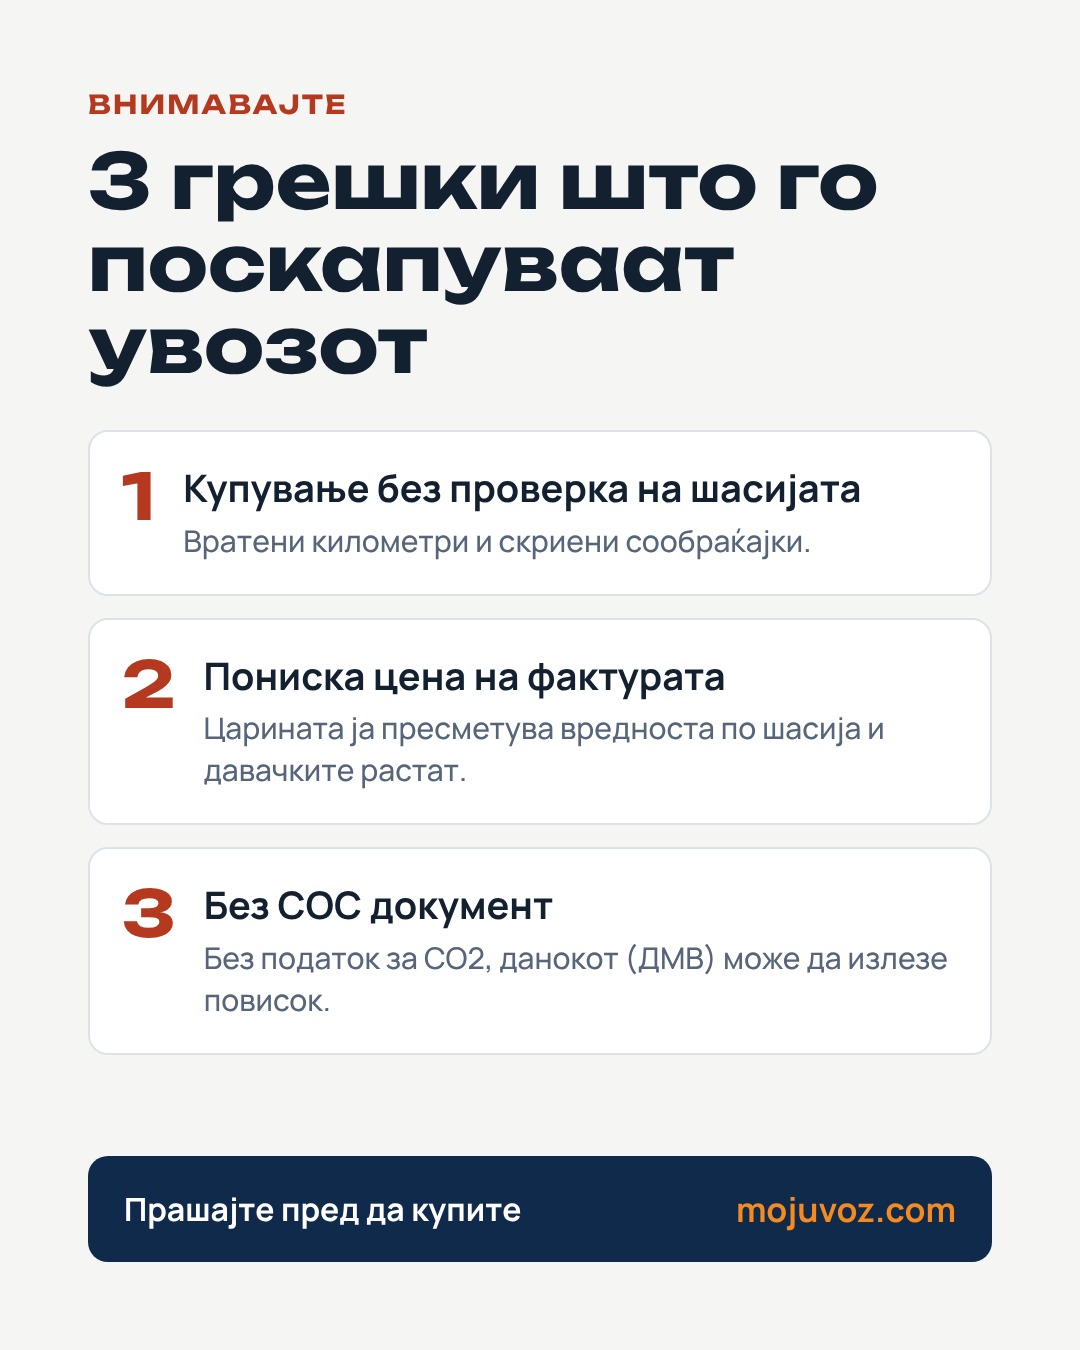 ВНИМАВАЈТЕ
3 грешки што го
поскапуваат
увозот
1 Купување без проверка на шасијата
Вратени километри и скриени сообраќајки.
2 Пониска цена на фактурата
Царината ја пресметува вредноста по шасија и
давачките растат.
3 Без COC документ
Без податок за CO2, данокот (ДМВ) може да излезе
повисок.
Прашајте пред да купите
mojuvoz.com